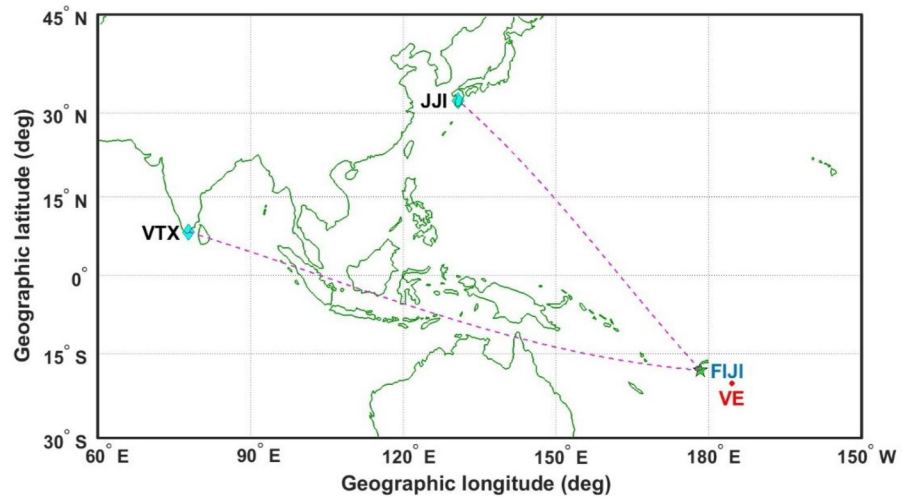 45° N
30° N
15° N
0°
15° S
30° S
Geographic latitude (deg)
JJI
VTX
FIJI
VE
60° E
90° E
120° E
150° E
180° E
150° W
Geographic longitude (deg)